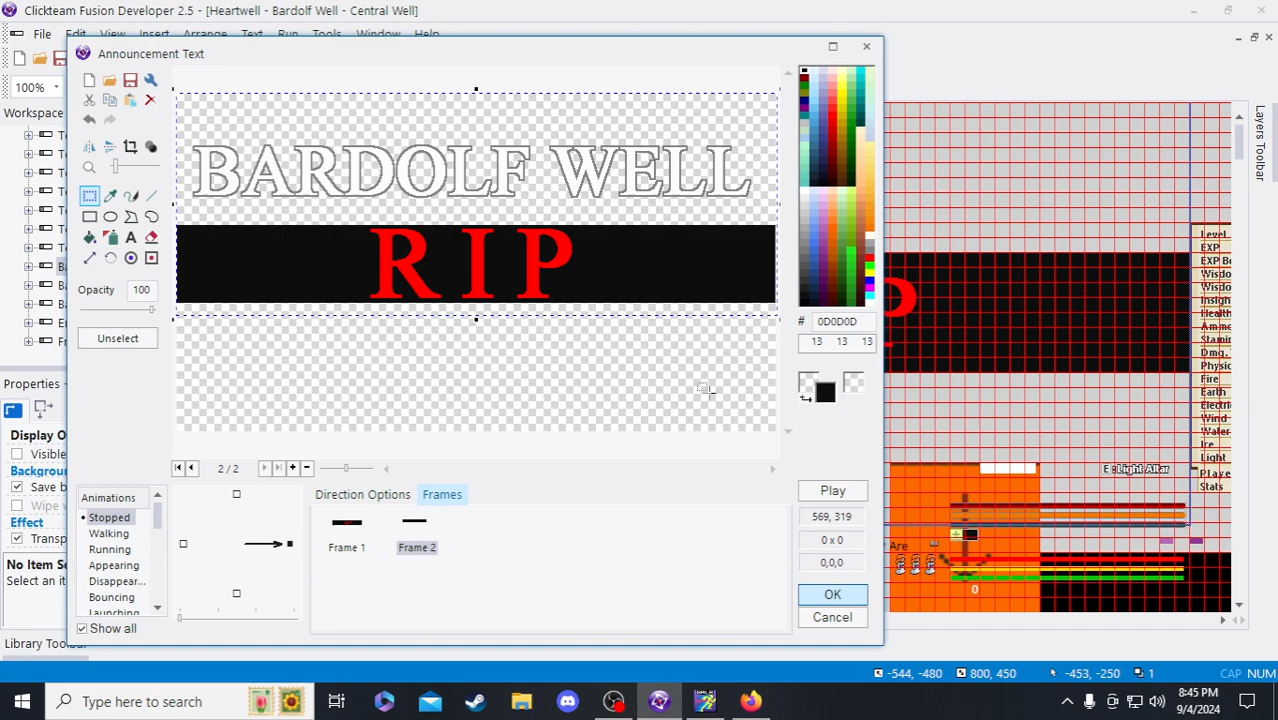 Clickteam Fusion Developer 2.5 - [Heartwell - Bardolf Well - Central Well]
File Edit View Insert Arrange Text Run Tools Window Help
Announcement Text
100%
Workspace
BARDOLF WELL
R I P
Opacity 100
Unselect
# 0D0D0D
13 13 13
Layers Toolbar
Level
EXP
Wisdo
Wisdo
Insigh
Health
Ammo
Stamin
Dmg.
Physic
Fire
Earth
Electri
Wind
Water
Ice
Light
Player
Stats
E : Light Altar
Are
0
Properties
Display O
Visible
Backgroun
Save b
Wipe w
Effect
Transp
No Item Se
Select an it
Library Toolbar
2 / 2
Animations
Stopped
Walking
Running
Appearing
Disappear...
Bouncing
Launching
Show all
Direction Options Frames
Frame 1
Frame 2
Play
569, 319
0 x 0
0,0,0
OK
Cancel
-544, -480 800, 450 -453, -250 1 CAP NUM
Type here to search
8:45 PM
9/4/2024